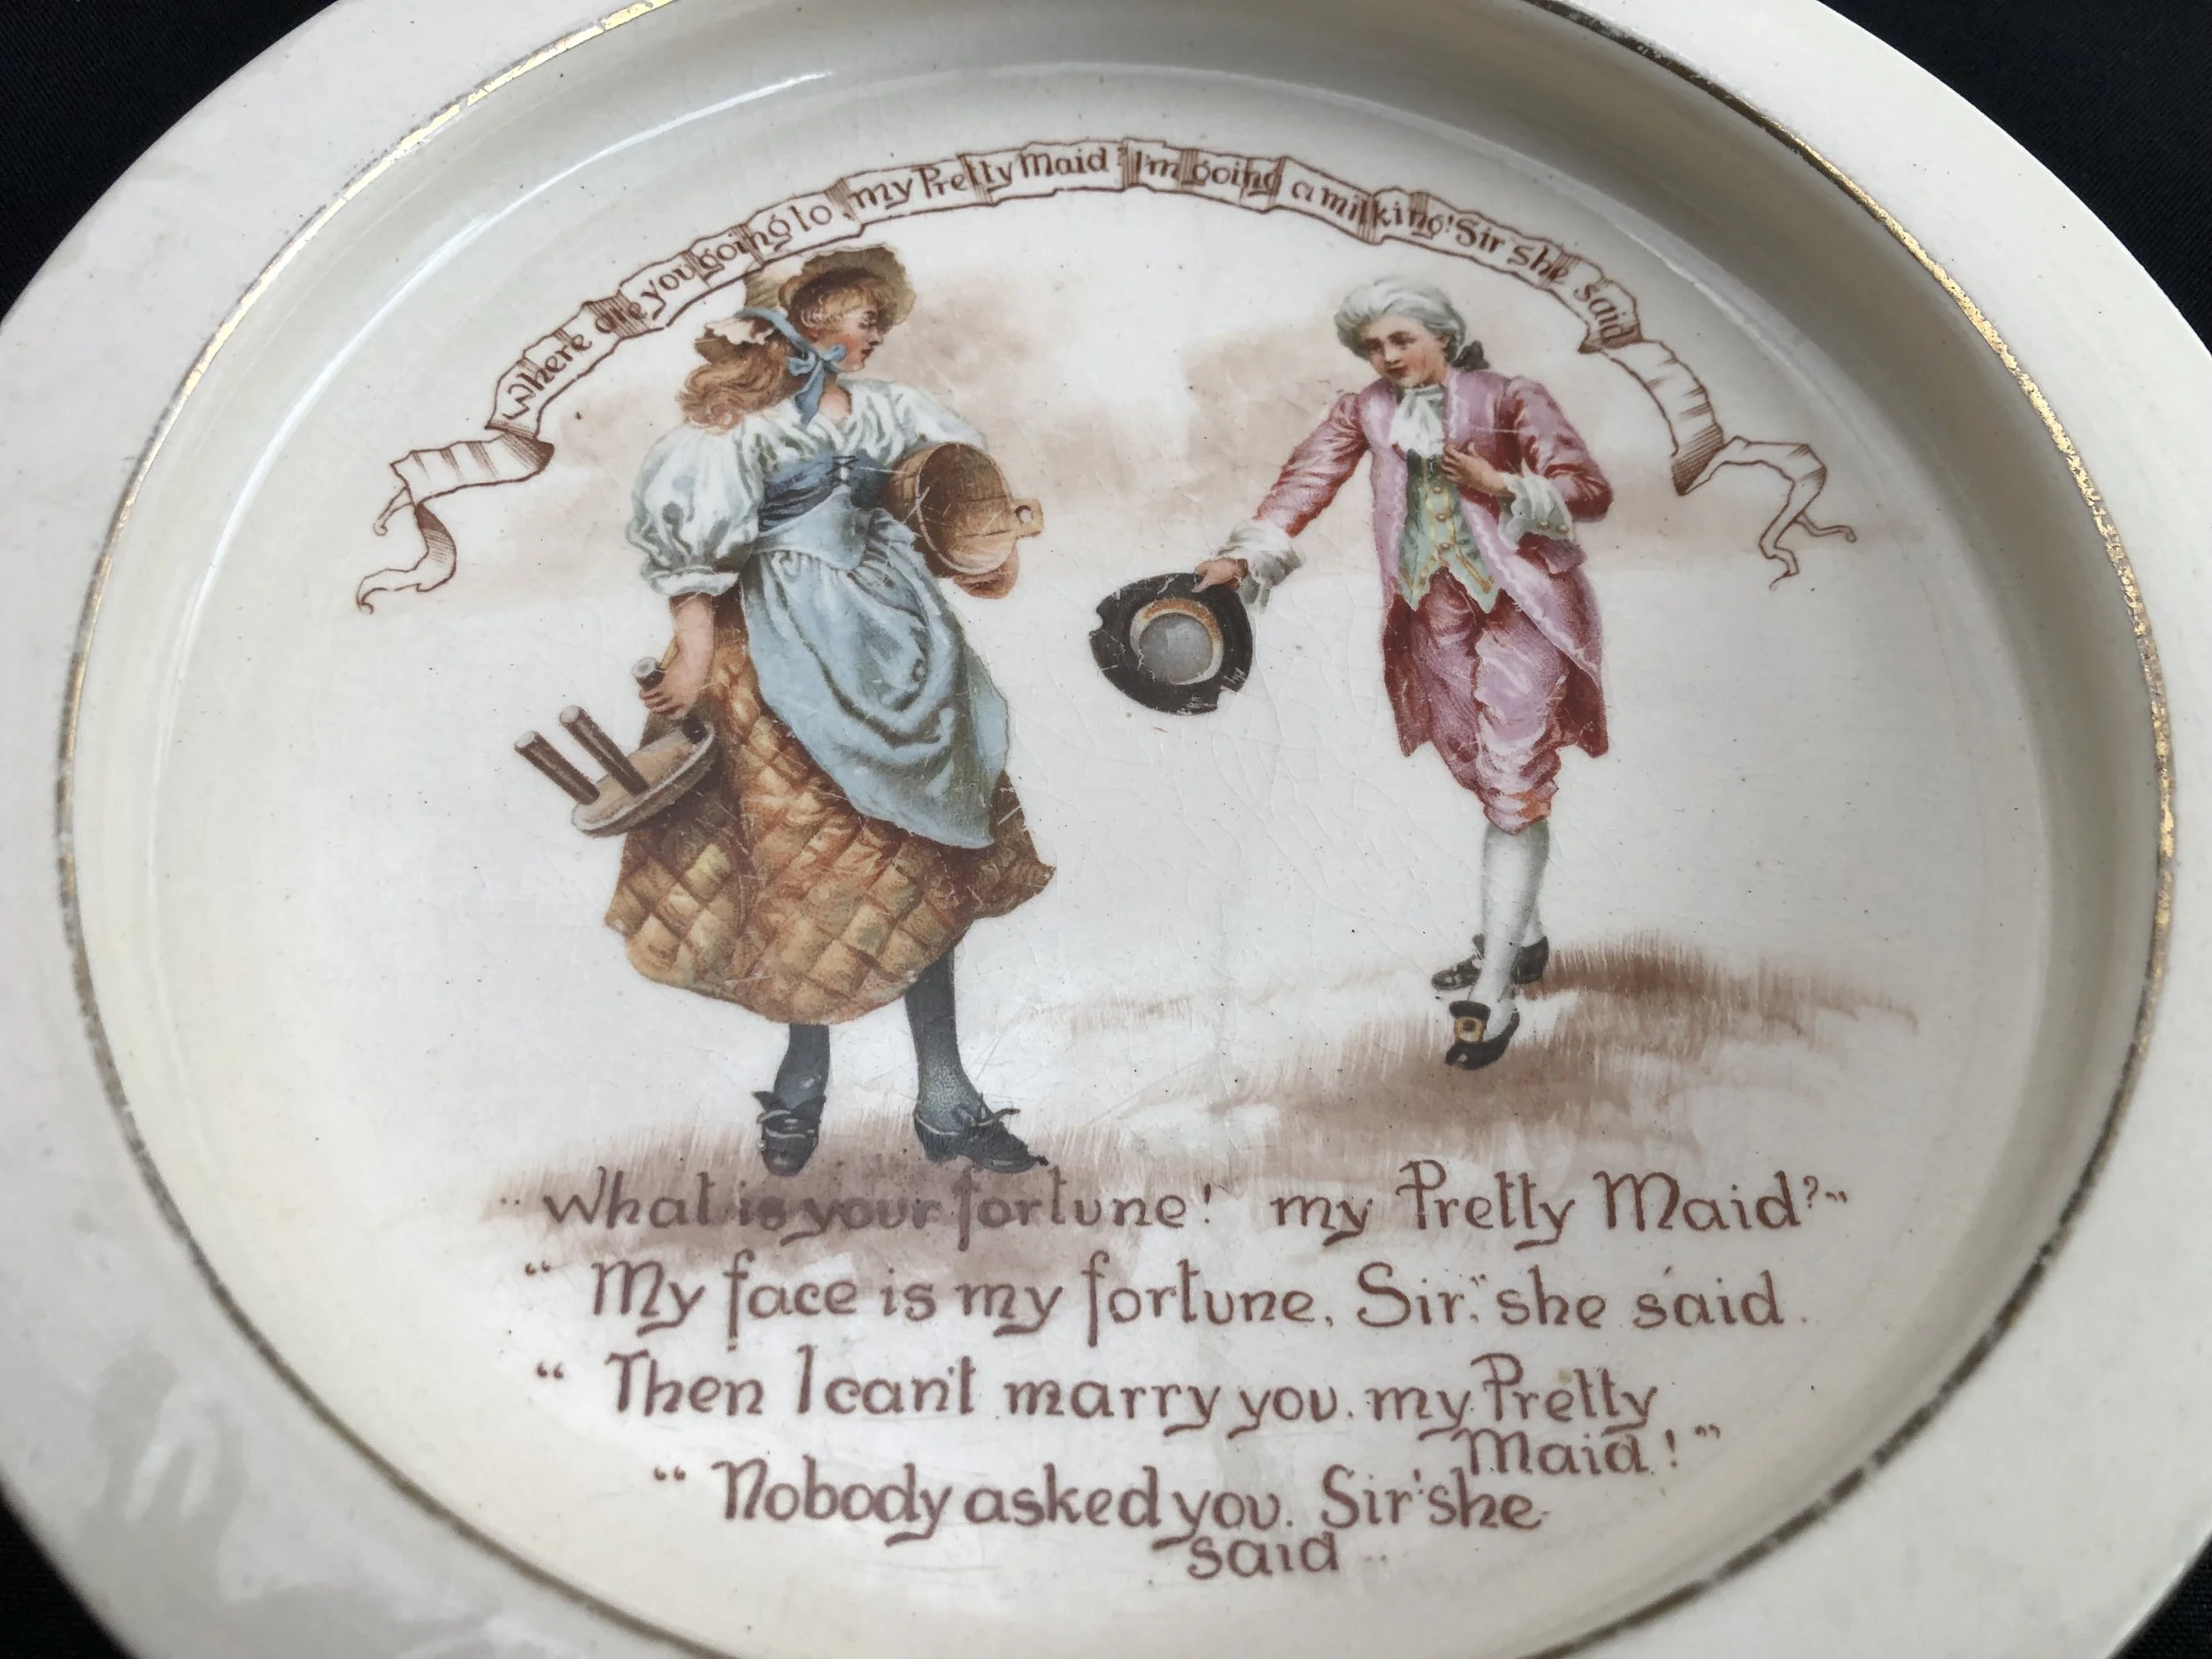 Where are you going to my Pretty Maid? I'm going a milking! Sir she said
"What is your fortune! my Pretty Maid?"
"My face is my fortune, Sir," she said.
"Then I can't marry you, my Pretty
Maid!"
"Nobody asked you. Sir' she
said